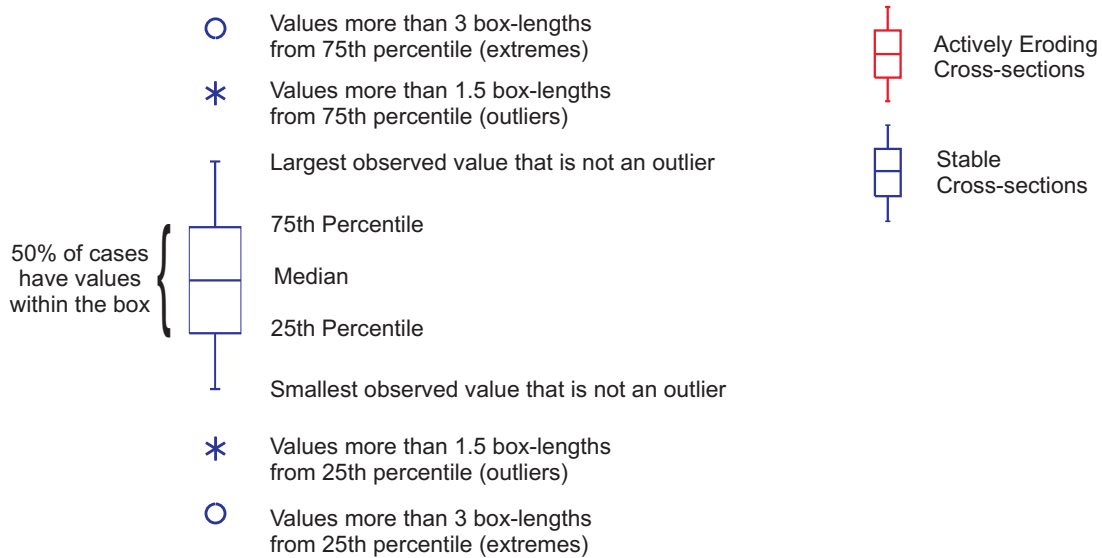 Values more than 3 box-lengths
from 75th percentile (extremes)
Values more than 1.5 box-lengths
from 75th percentile (outliers)
Largest observed value that is not an outlier
75th Percentile
50% of cases
have values
within the box
Median
25th Percentile
Smallest observed value that is not an outlier
Values more than 1.5 box-lengths
from 25th percentile (outliers)
Values more than 3 box-lengths
from 25th percentile (extremes)
Actively Eroding
Cross-sections
Stable
Cross-sections